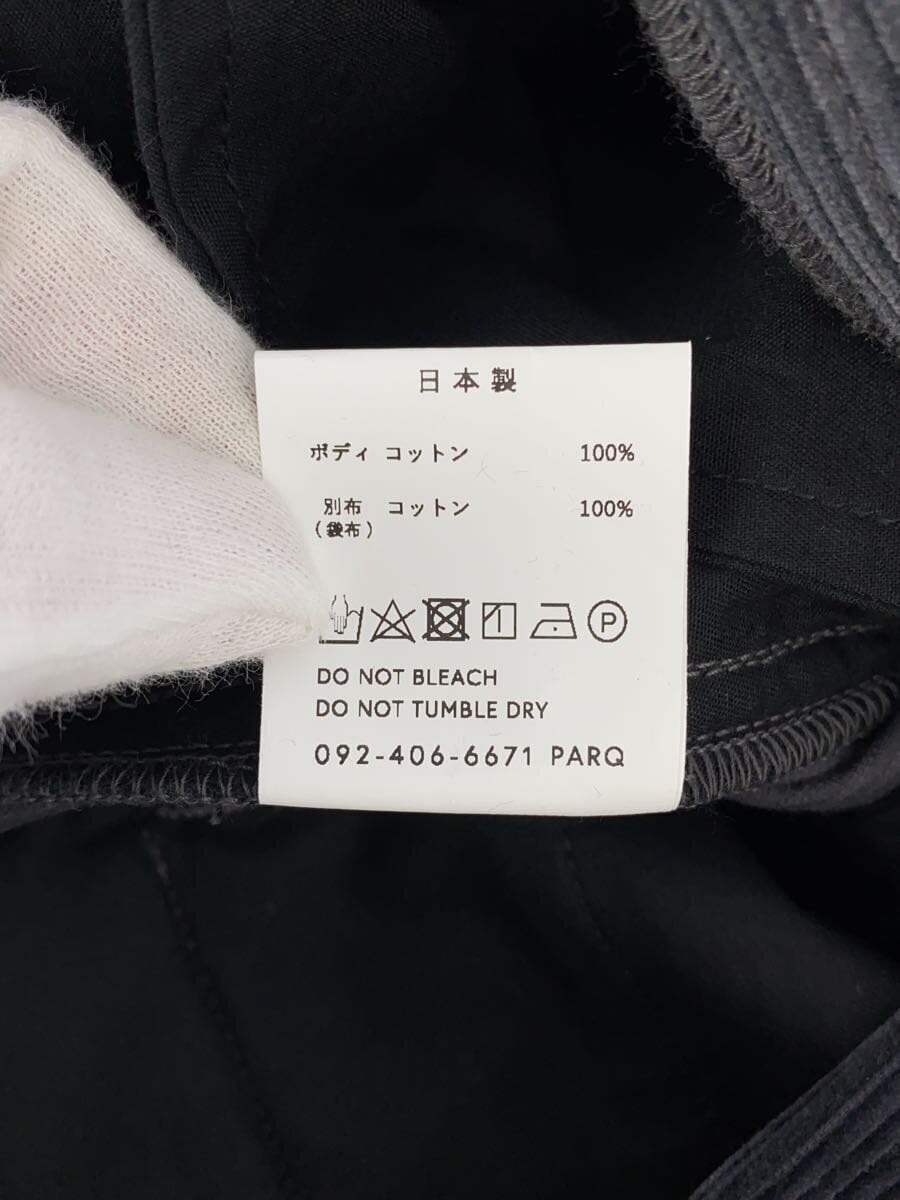 日本製
ボディ コットン 100%
別布 コットン 100%
(袋布)
P
DO NOT BLEACH
DO NOT TUMBLE DRY
092-406-6671 PARQ